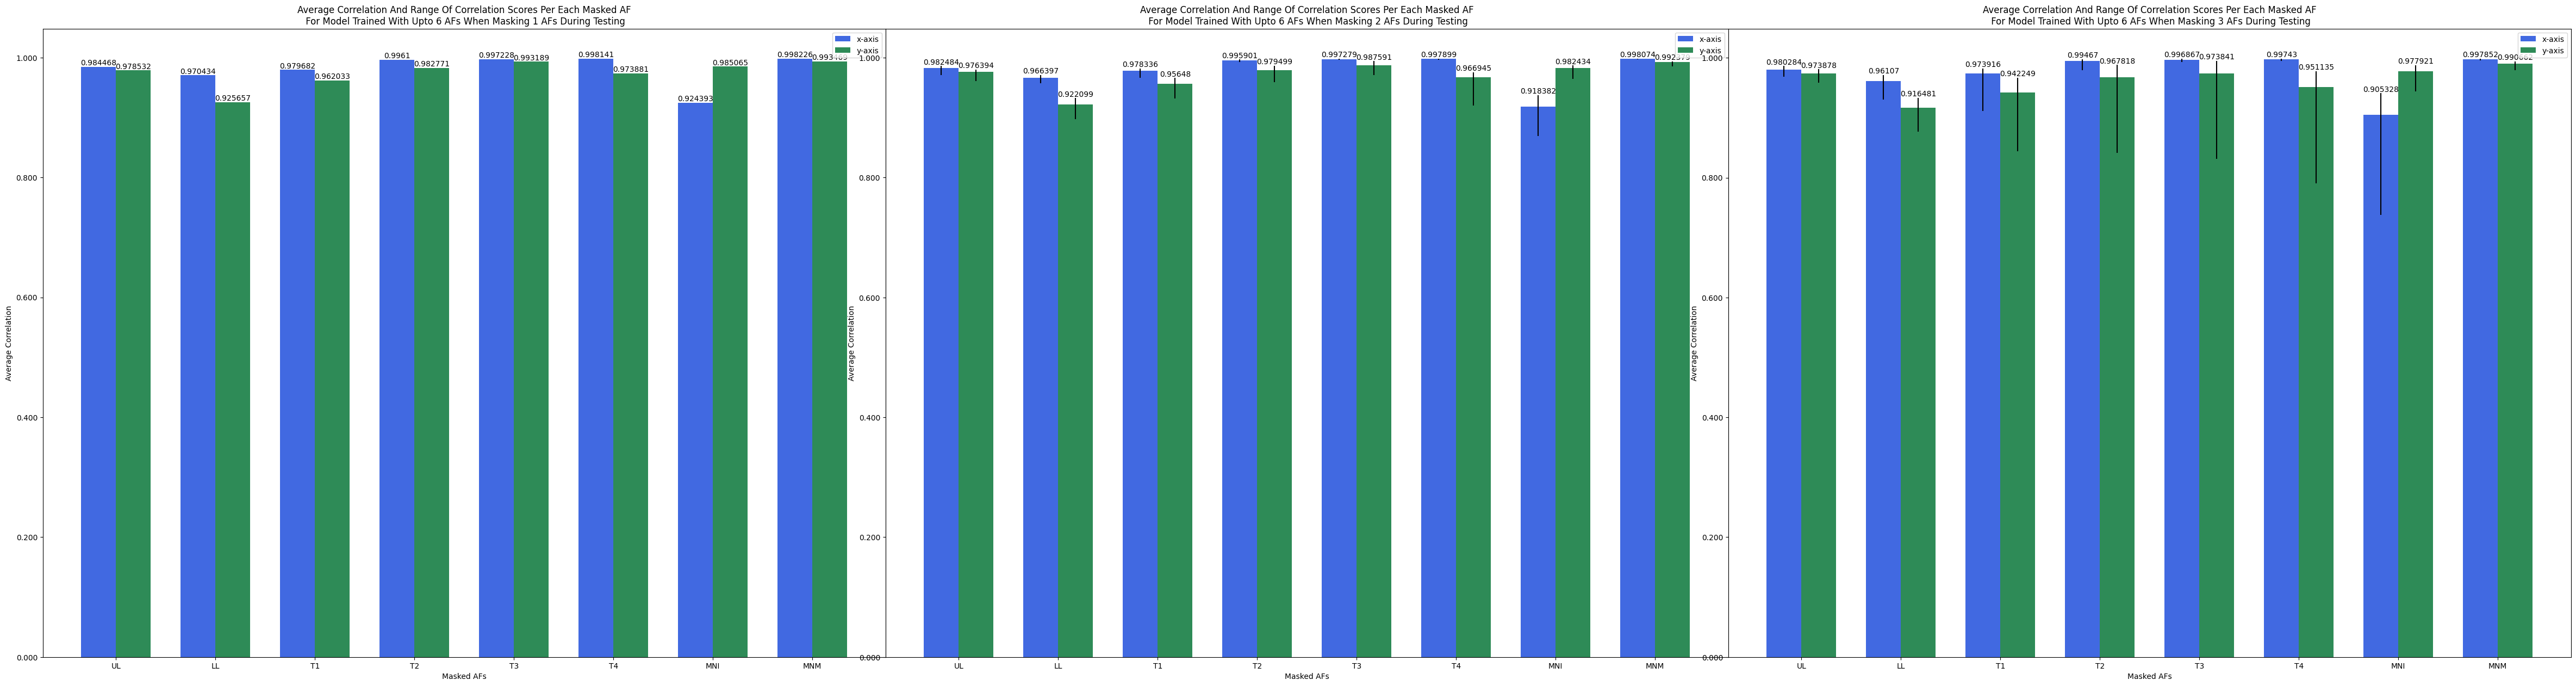 Average Correlation And Range Of Correlation Scores Per Each Masked AF
For Model Trained With Upto 6 AFs When Masking 1 AFs During Testing
x-axis
y-axis
0.984468 0.978532 0.970434 0.925657 0.979682 0.962033 0.9961 0.982771 0.997228 0.993189 0.998141 0.973881 0.924393 0.985065 0.998226
1.000
0.800
0.600
0.400
0.200
0.000
Average Correlation
UL LL T1 T2 T3 T4 MNI MNM
Masked AFs
Average Correlation And Range Of Correlation Scores Per Each Masked AF
For Model Trained With Upto 6 AFs When Masking 2 AFs During Testing
x-axis
y-axis
0.982484 0.976394 0.966397 0.922099 0.978336 0.95648 0.995901 0.979499 0.997279 0.987591 0.997899 0.966945 0.918382 0.982434 0.998074
1.000
0.800
0.600
0.400
0.200
0.000
Average Correlation
UL LL T1 T2 T3 T4 MNI MNM
Masked AFs
Average Correlation And Range Of Correlation Scores Per Each Masked AF
For Model Trained With Upto 6 AFs When Masking 3 AFs During Testing
x-axis
y-axis
0.980284 0.973878 0.96107 0.916481 0.973916 0.942249 0.99467 0.967818 0.996867 0.973841 0.99743 0.951135 0.905328 0.977921 0.997852
1.000
0.800
0.600
0.400
0.200
0.000
Average Correlation
UL LL T1 T2 T3 T4 MNI MNM
Masked AFs